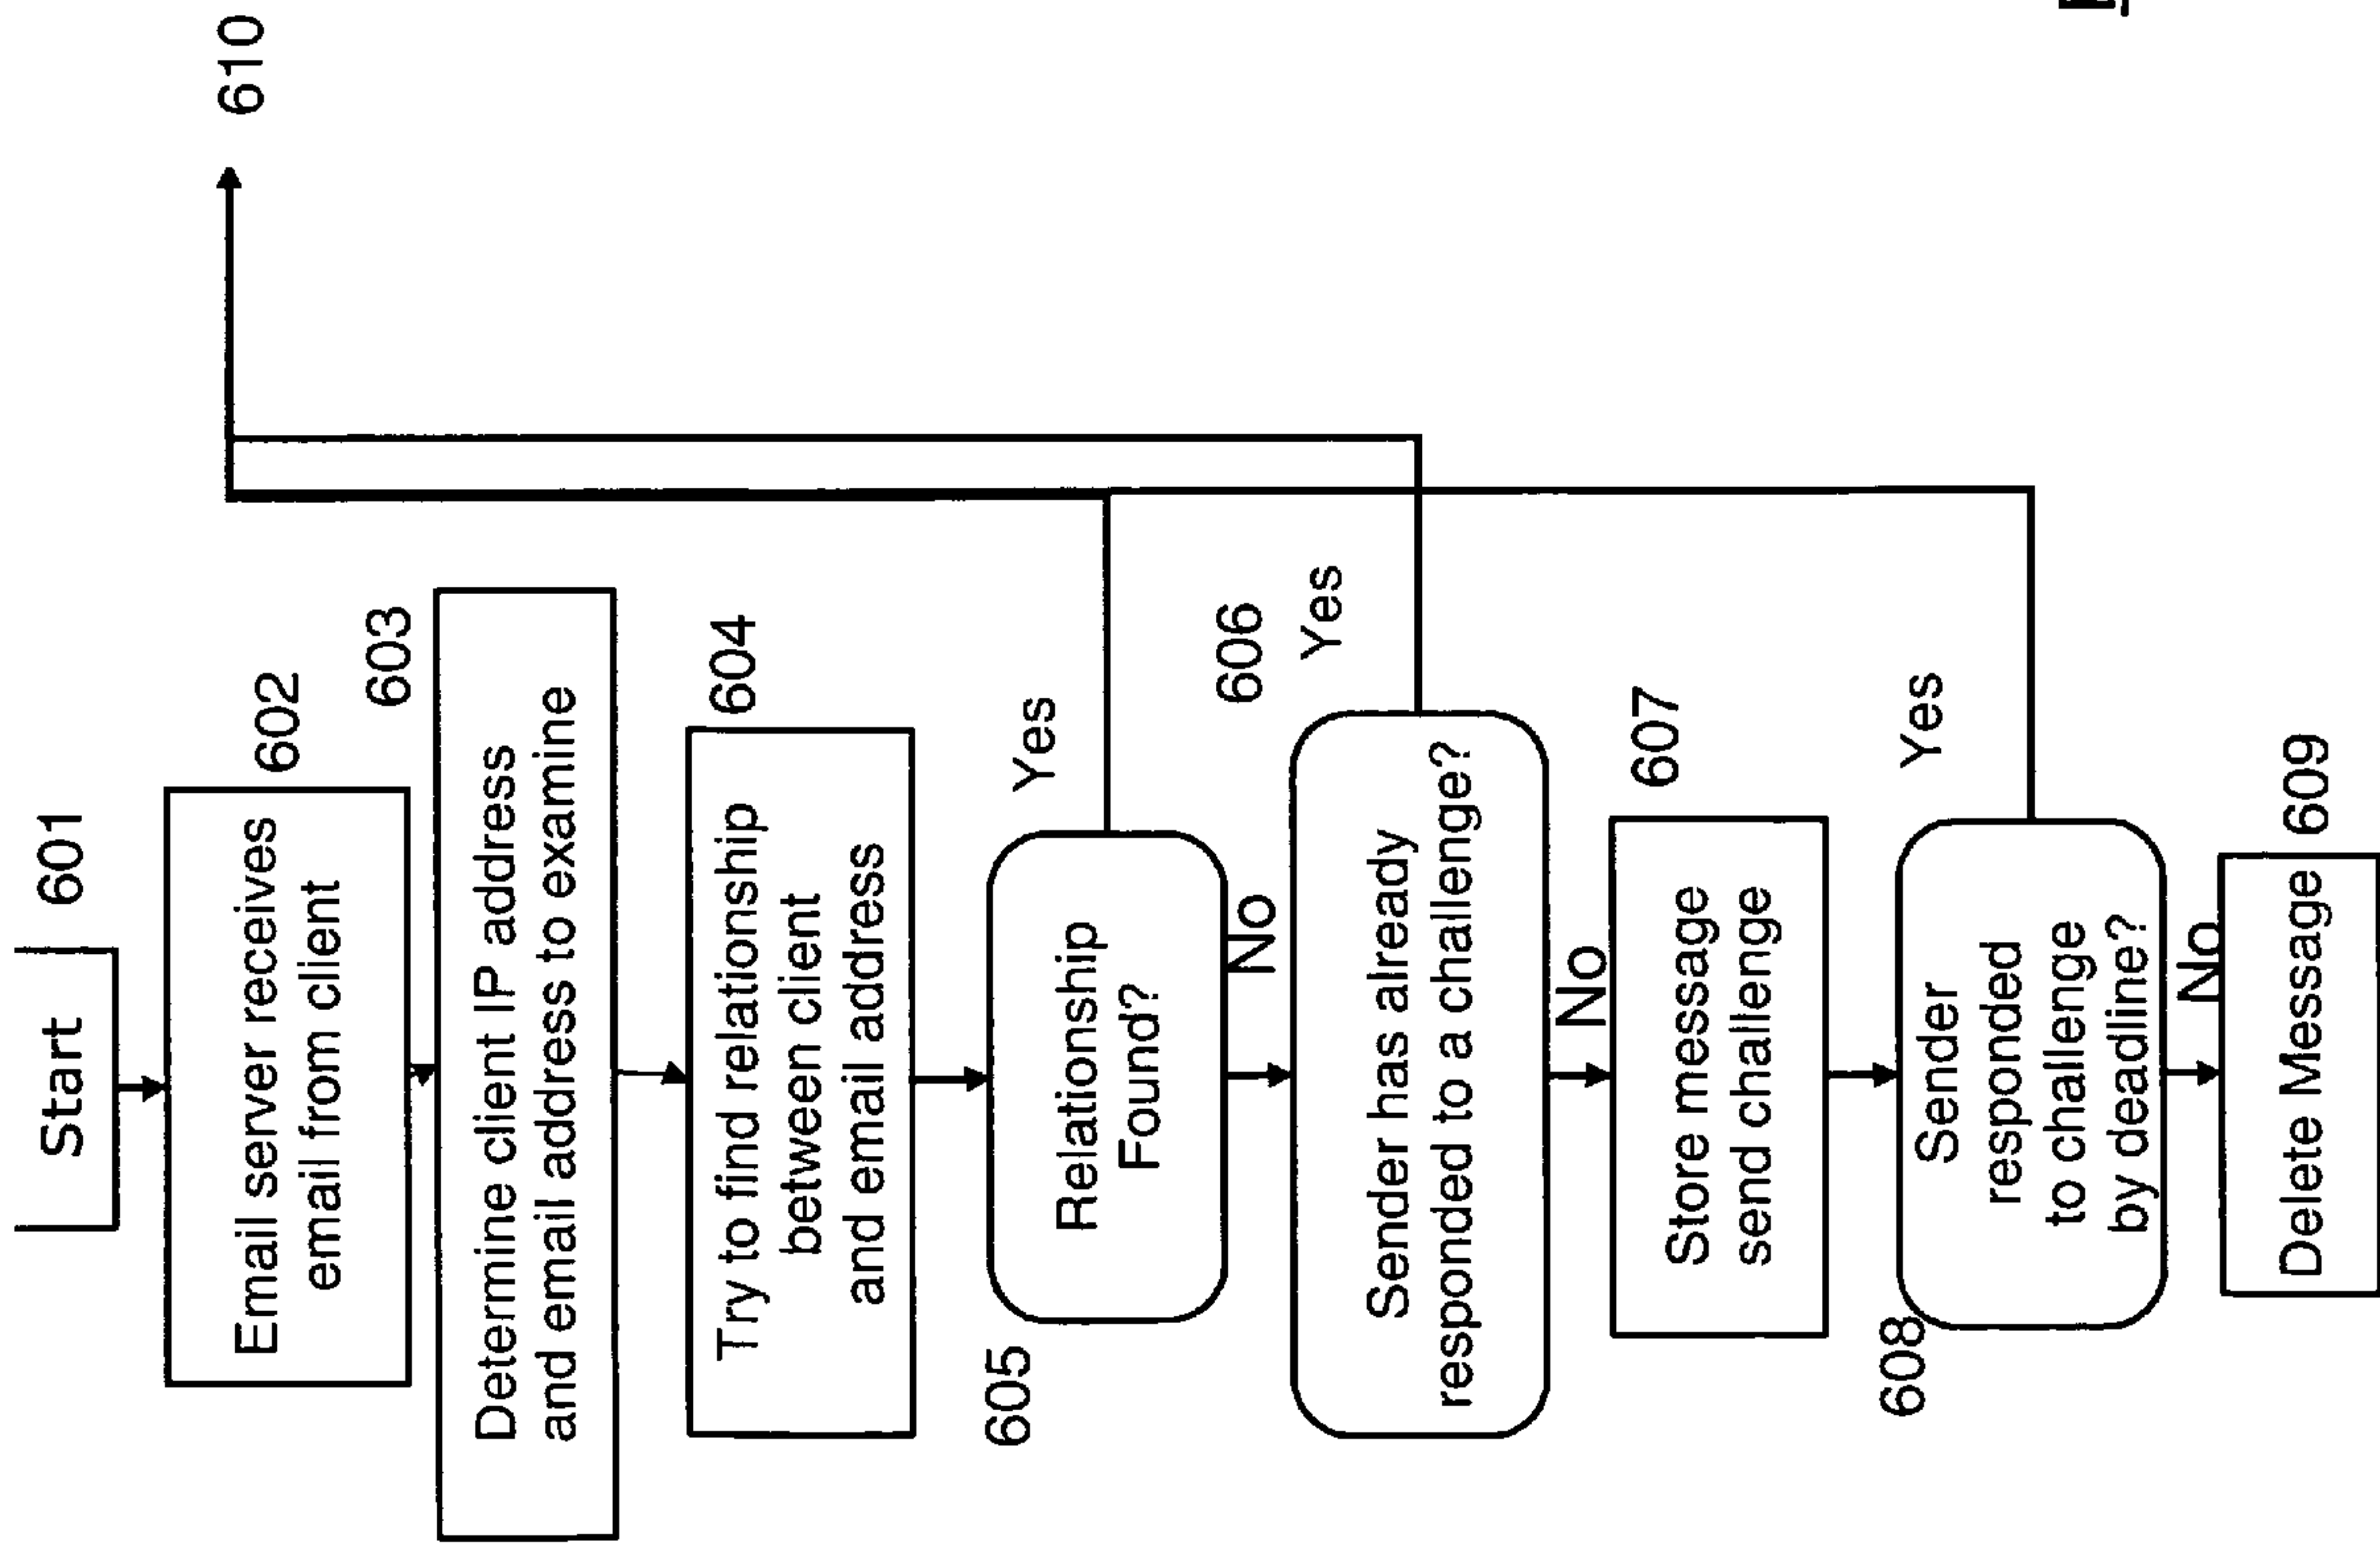 Start
601
Email server receives
email from client
602
603
Determine client IP address
and email address to examine
Try to find relationship
between client
and email address
604
605
Relationship
Found?
Yes
No
606
Sender has already
responded to a challenge?
Yes
No
607
Store message
send challenge
608
Sender
responded
to challenge
by deadline?
Yes
No
609
Delete Message
610